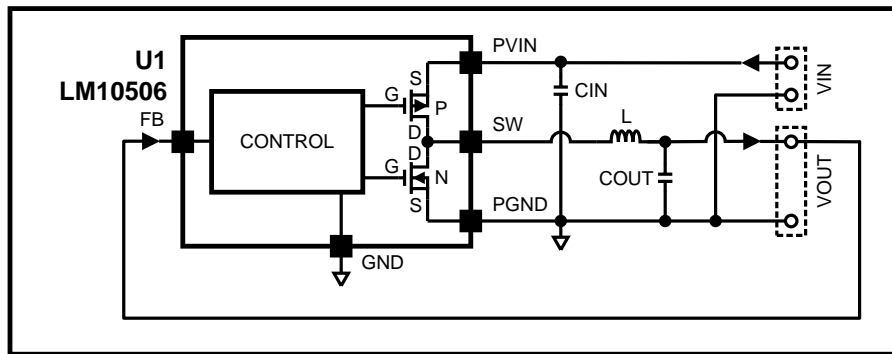 U1
LM10506
FB
CONTROL
G
S
P
D
D
G
N
S
PVIN
SW
PGND
GND
CIN
L
COUT
VIN
VOUT